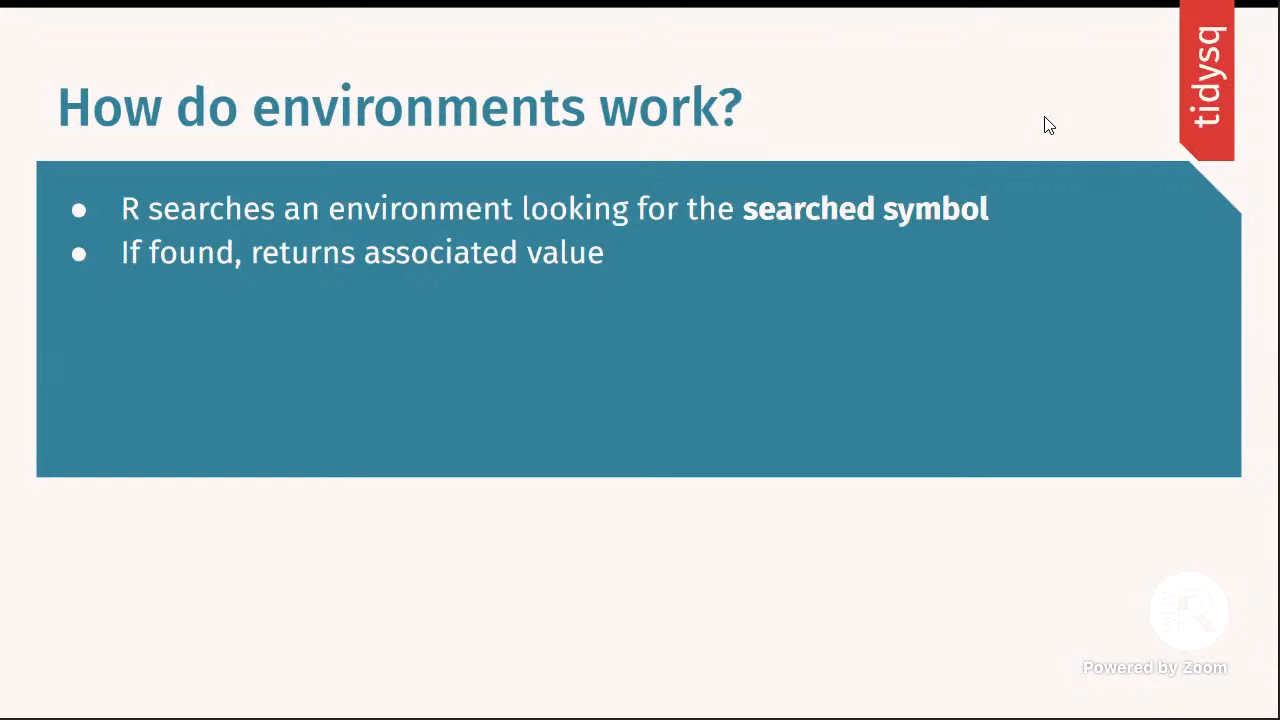 tidysq
How do environments work?
● R searches an environment looking for the searched symbol
● If found, returns associated value
Powered by Zoom